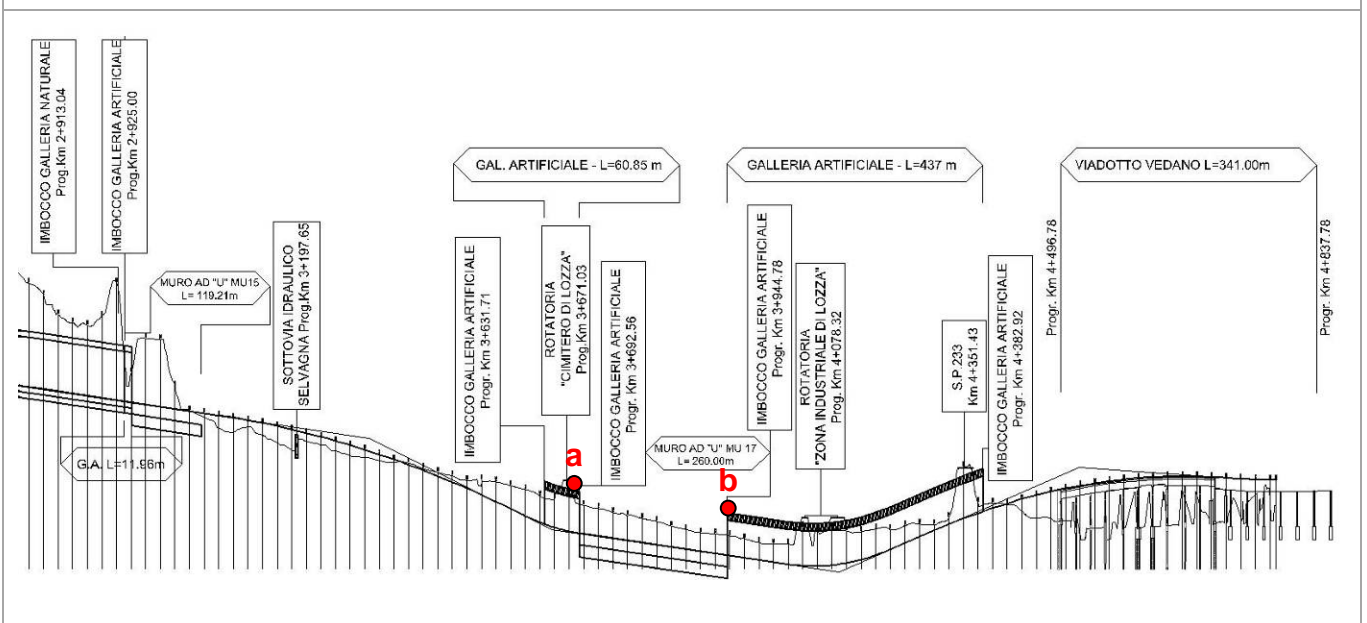 IMBOCCO GALLERIA NATURALE
Prog.Km 2+913.04
IMBOCCO GALLERIA ARTIFICIALE
Prog.Km 2+925.00
MURO AD "U" MU15
L= 119.21m
G.A. L=11.96m
SOTTOVIA IDRAULICO
SELVAGNA Prog.Km 3+197.65
GAL. ARTIFICIALE - L=60.85 m
IMBOCCO GALLERIA ARTIFICIALE
Progr. Km 3+631.71
ROTATORIA
"CIMITERO DI LOZZA"
Prog.Km 3+671.03
IMBOCCO GALLERIA ARTIFICIALE
Progr. Km 3+692.56
a
MURO AD "U" MU 17
L= 260.00m
b
GALLERIA ARTIFICIALE - L=437 m
IMBOCCO GALLERIA ARTIFICIALE
Progr. Km 3+944.78
ROTATORIA
"ZONA INDUSTRIALE DI LOZZA"
Prog. Km 4+078.32
S.P.233
Km 4+351.43
IMBOCCO GALLERIA ARTIFICIALE
Progr. Km 4+382.92
VIADOTTO VEDANO L=341.00m
Progr. Km 4+496.78
Progr. Km 4+837.78